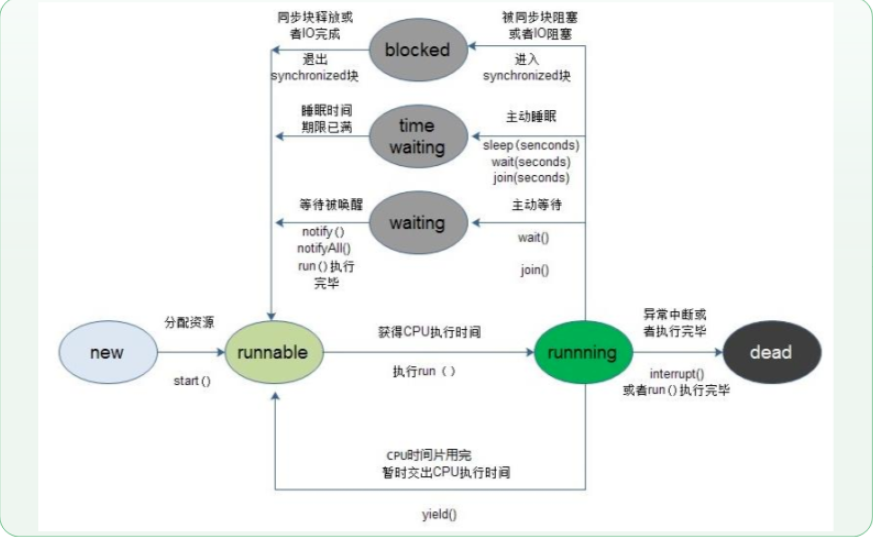 同步块释放或
者IO完成
blocked
被同步块阻塞
或者IO阻塞
退出
synchronized块
进入
synchronized块
睡眠时间
期限已满
time
waiting
主动睡眠
sleep(senconds)
wait(seconds)
join(seconds)
等待被唤醒
waiting
主动等待
notify()
notifyAll()
run()执行
完毕
wait()
join()
new
分配资源
start()
runnable
获得CPU执行时间
执行run ()
runnning
异常中断或
者执行完毕
interrupt()
或者run()执行完毕
dead
CPU时间片用完
暂时交出CPU执行时间
yield()